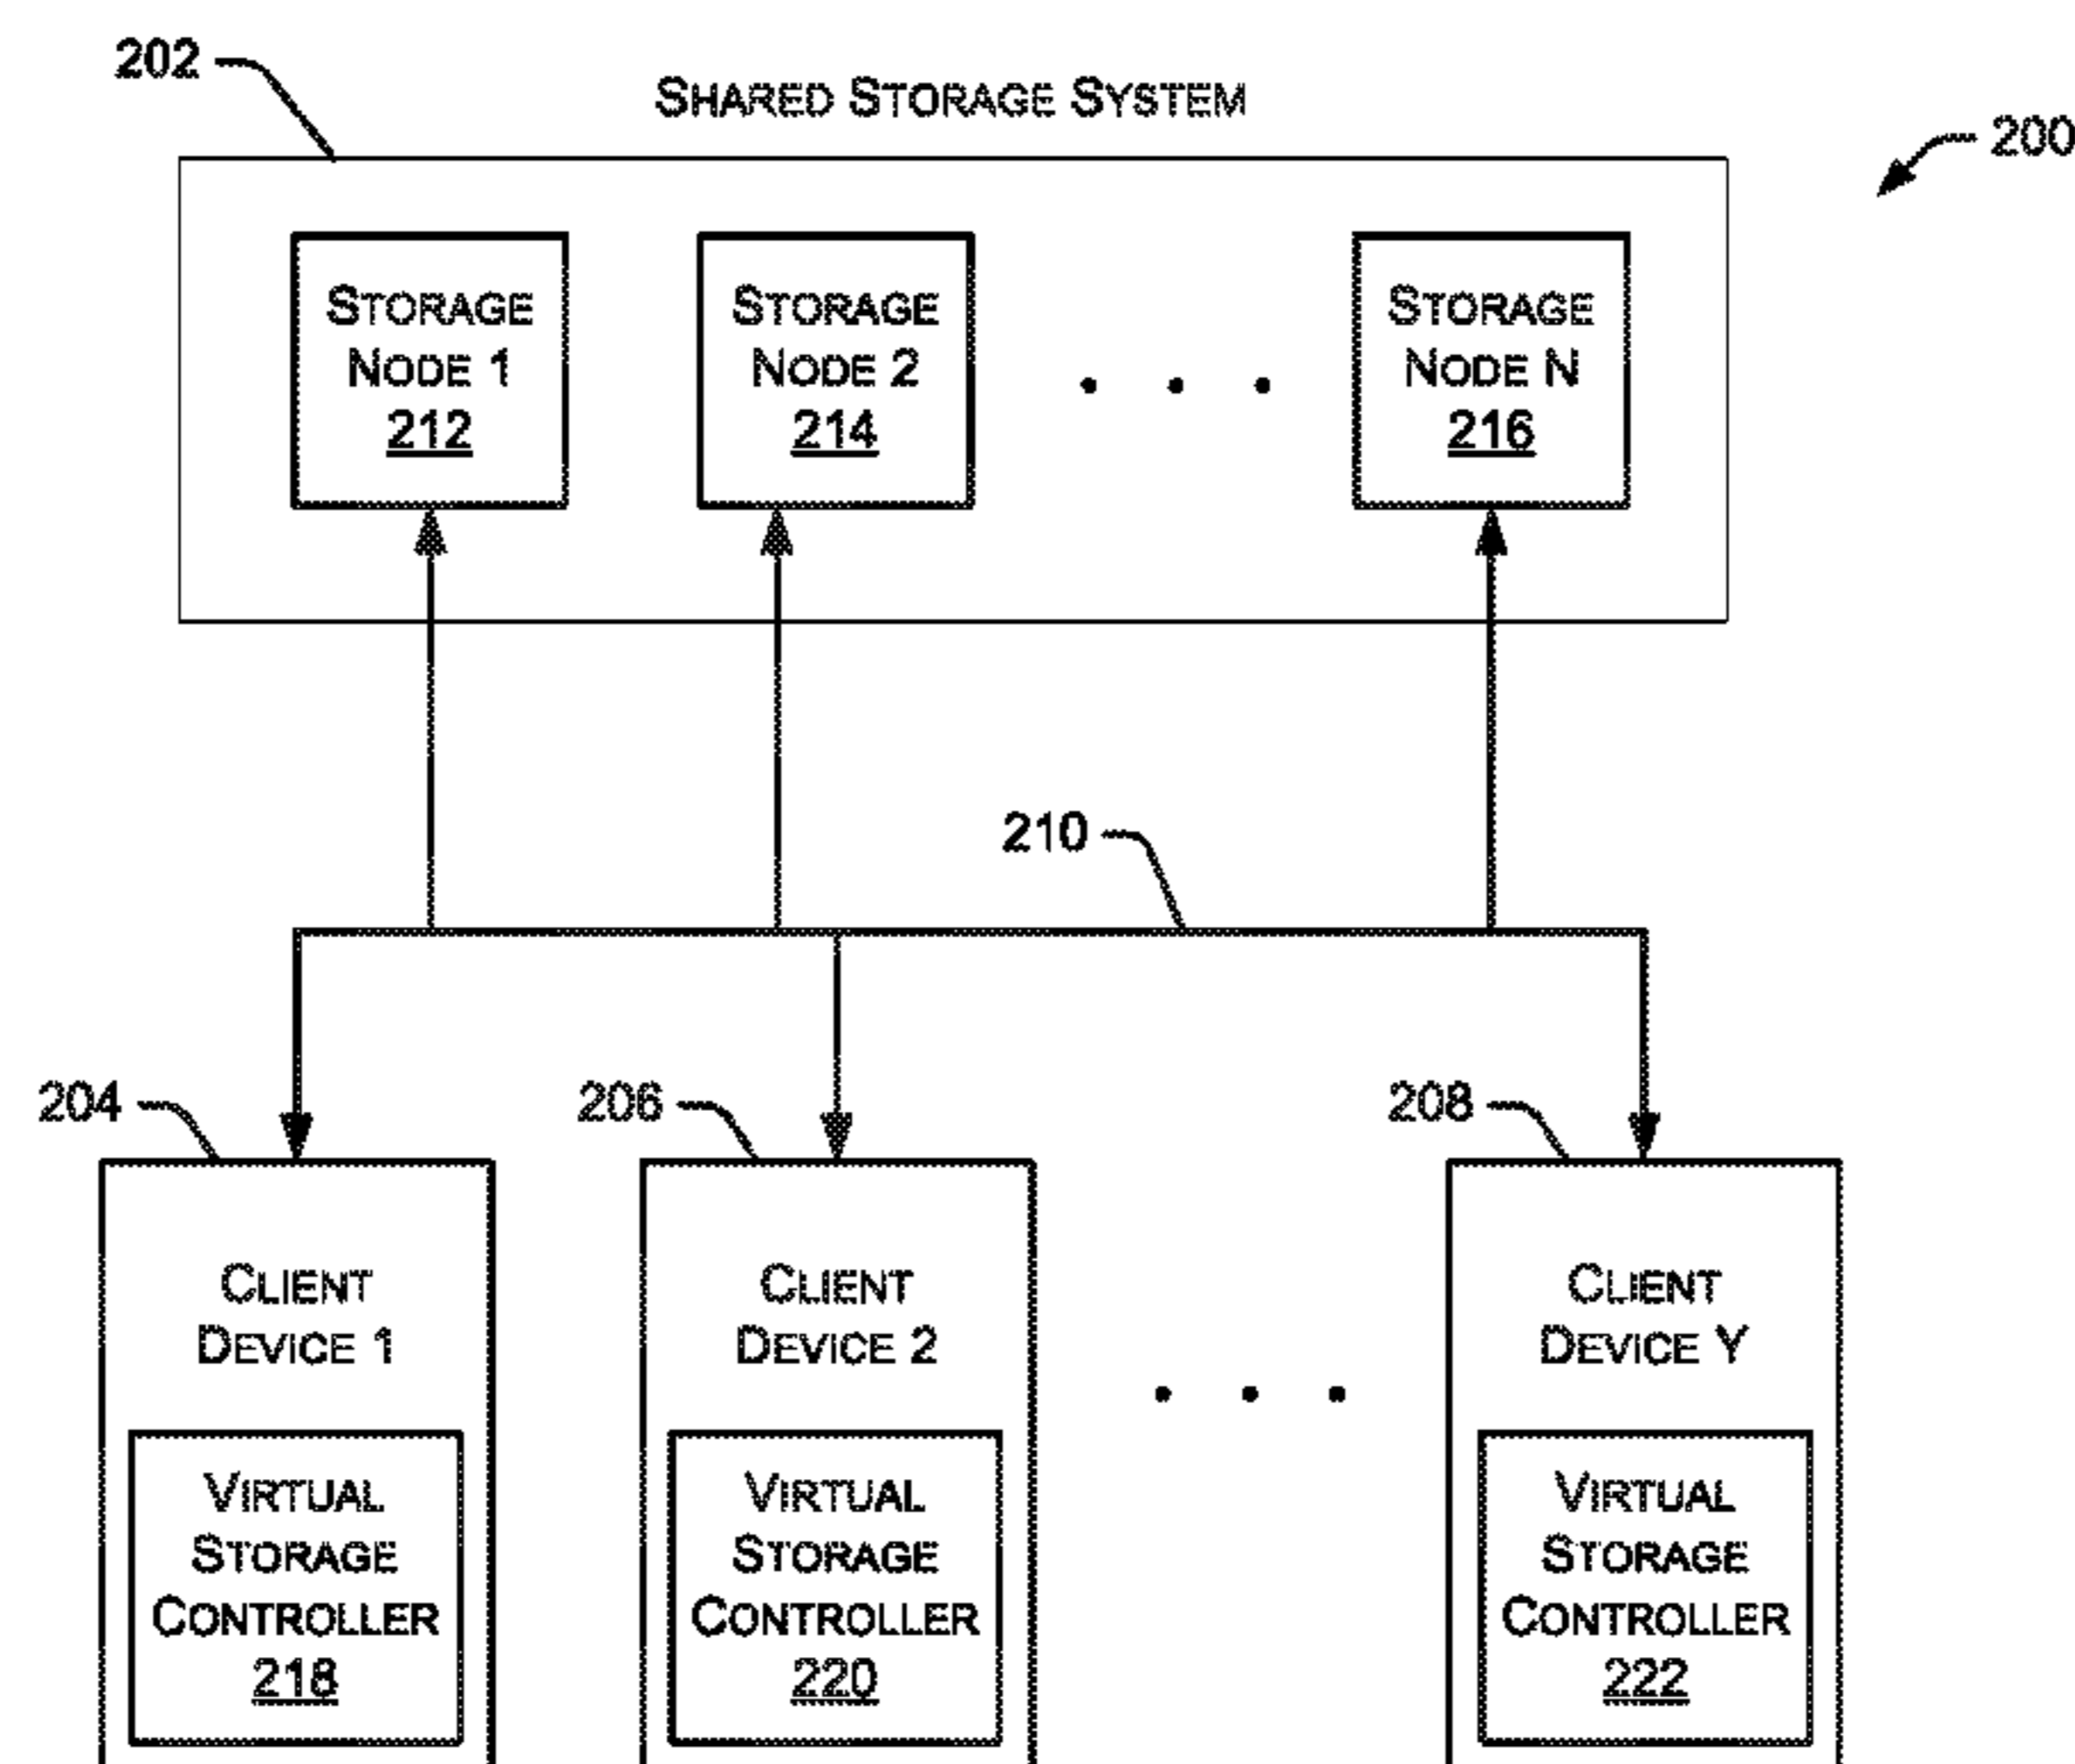 202
SHARED STORAGE SYSTEM
200
STORAGE
NODE 1
212
STORAGE
NODE 2
214
. . .
STORAGE
NODE N
216
210
204
206
208
CLIENT
DEVICE 1
CLIENT
DEVICE 2
. . .
CLIENT
DEVICE Y
VIRTUAL
STORAGE
CONTROLLER
218
VIRTUAL
STORAGE
CONTROLLER
220
VIRTUAL
STORAGE
CONTROLLER
222